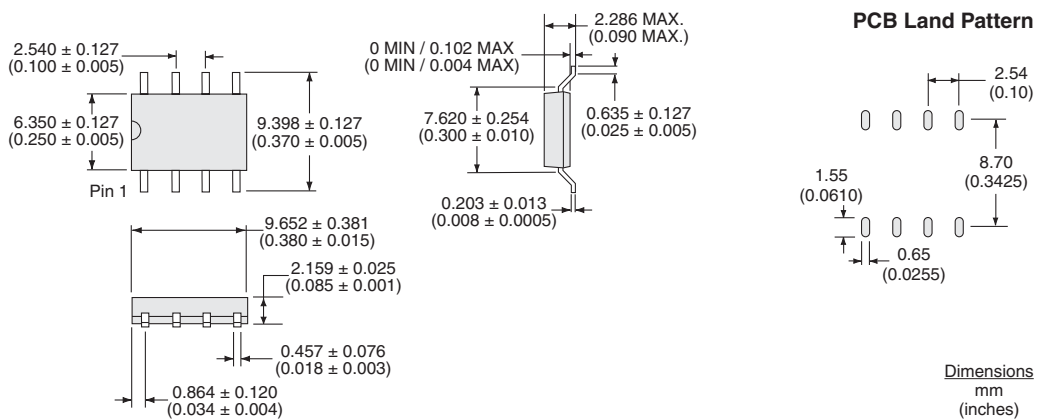 2.540 ± 0.127
(0.100 ± 0.005)
6.350 ± 0.127
(0.250 ± 0.005)
9.398 ± 0.127
(0.370 ± 0.005)
Pin 1
9.652 ± 0.381
(0.380 ± 0.015)
2.159 ± 0.025
(0.085 ± 0.001)
0.457 ± 0.076
(0.018 ± 0.003)
0.864 ± 0.120
(0.034 ± 0.004)
2.286 MAX.
(0.090 MAX.)
0 MIN / 0.102 MAX
(0 MIN / 0.004 MAX)
7.620 ± 0.254
(0.300 ± 0.010)
0.635 ± 0.127
(0.025 ± 0.005)
0.203 ± 0.013
(0.008 ± 0.0005)
PCB Land Pattern
2.54
(0.10)
8.70
(0.3425)
1.55
(0.0610)
0.65
(0.0255)
Dimensions
mm
(inches)